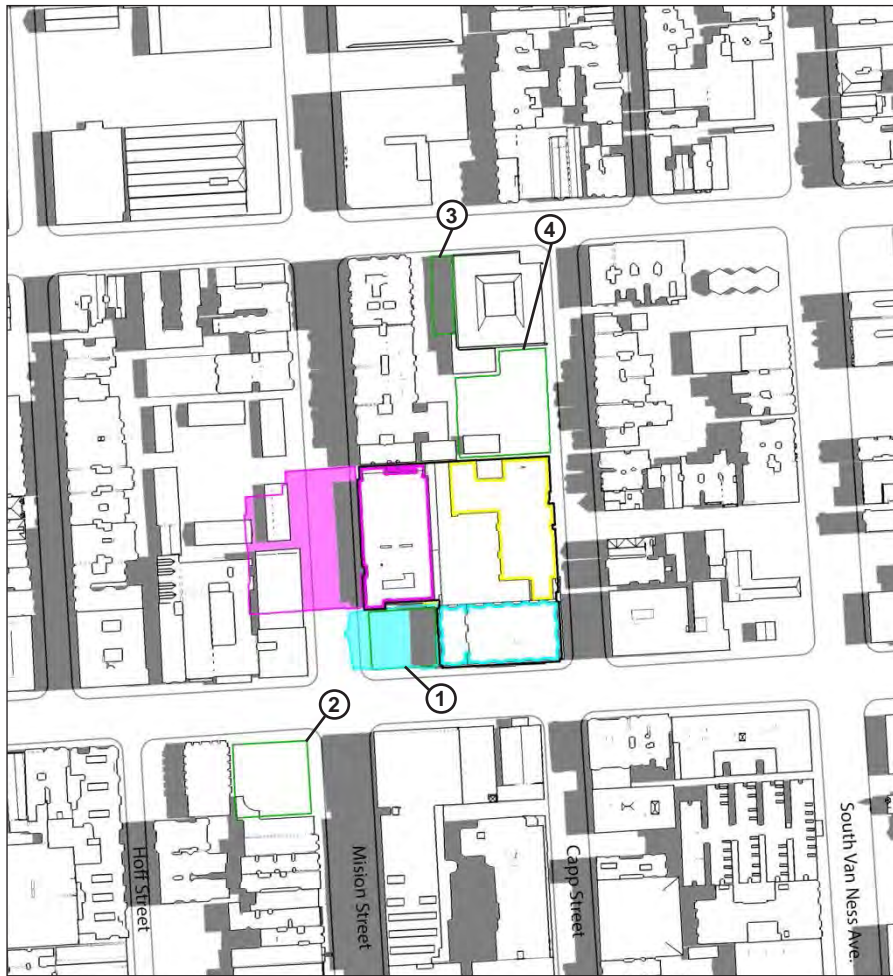 3
4
1
2
Hoff Street
Mision Street
Capp Street
South Van Ness Ave.